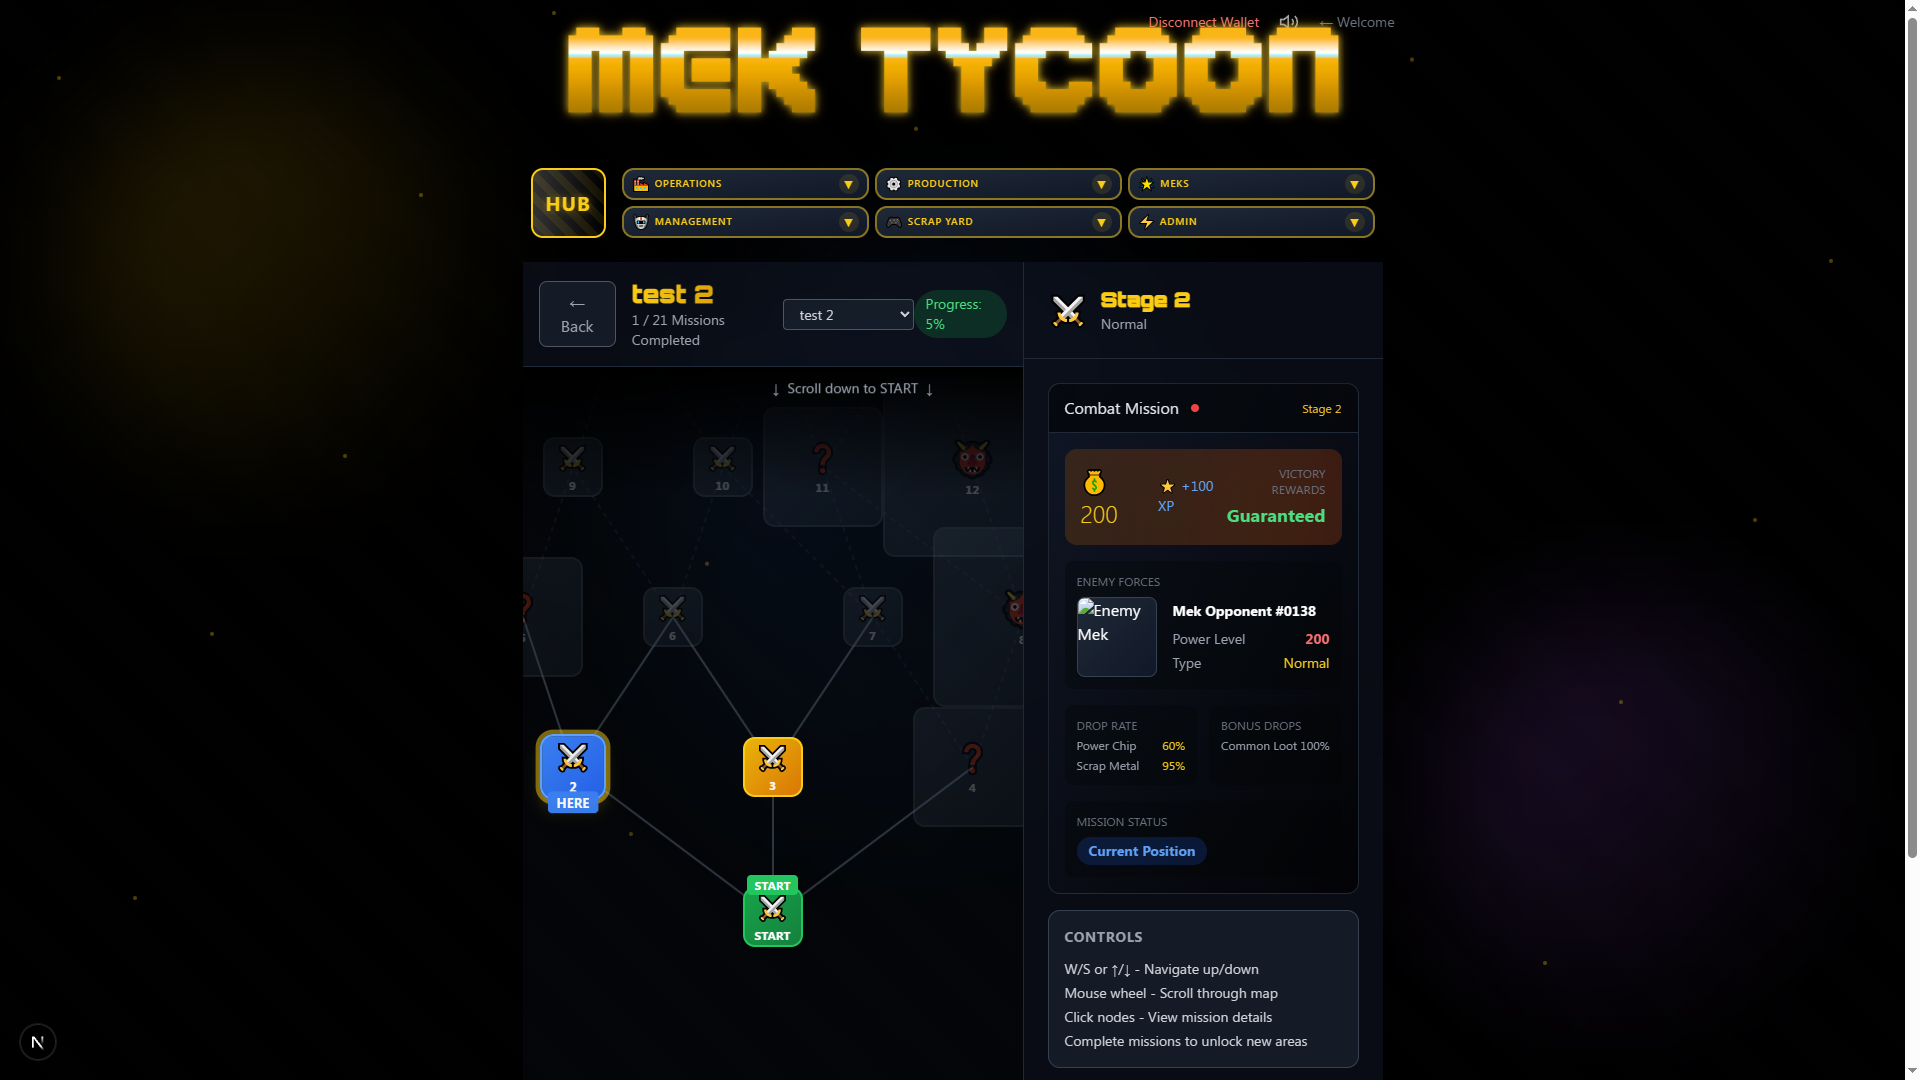 Disconnect Wallet
← Welcome
MEK TYCOON
HUB
OPERATIONS ▼
PRODUCTION ▼
MEKS ▼
MANAGEMENT ▼
SCRAP YARD ▼
ADMIN ▼
←
Back
test 2
1 / 21 Missions
Completed
test 2
Progress:
5%
Stage 2
Normal
↓ Scroll down to START ↓
9
10
11
12
6
7
2
HERE
3
4
START
START
Combat Mission
Stage 2
200
+100
XP
VICTORY
REWARDS
Guaranteed
ENEMY FORCES
Enemy
Mek
Mek Opponent #0138
Power Level 200
Type Normal
DROP RATE
Power Chip 60%
Scrap Metal 95%
BONUS DROPS
Common Loot 100%
MISSION STATUS
Current Position
CONTROLS
W/S or ↑/↓ - Navigate up/down
Mouse wheel - Scroll through map
Click nodes - View mission details
Complete missions to unlock new areas
N